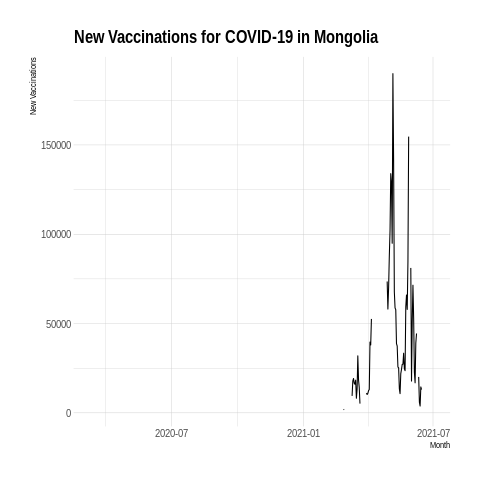 New Vaccinations for COVID-19 in Mongolia
New Vaccinations
150000
100000
50000
0
2020-07
2021-01
2021-07
Month